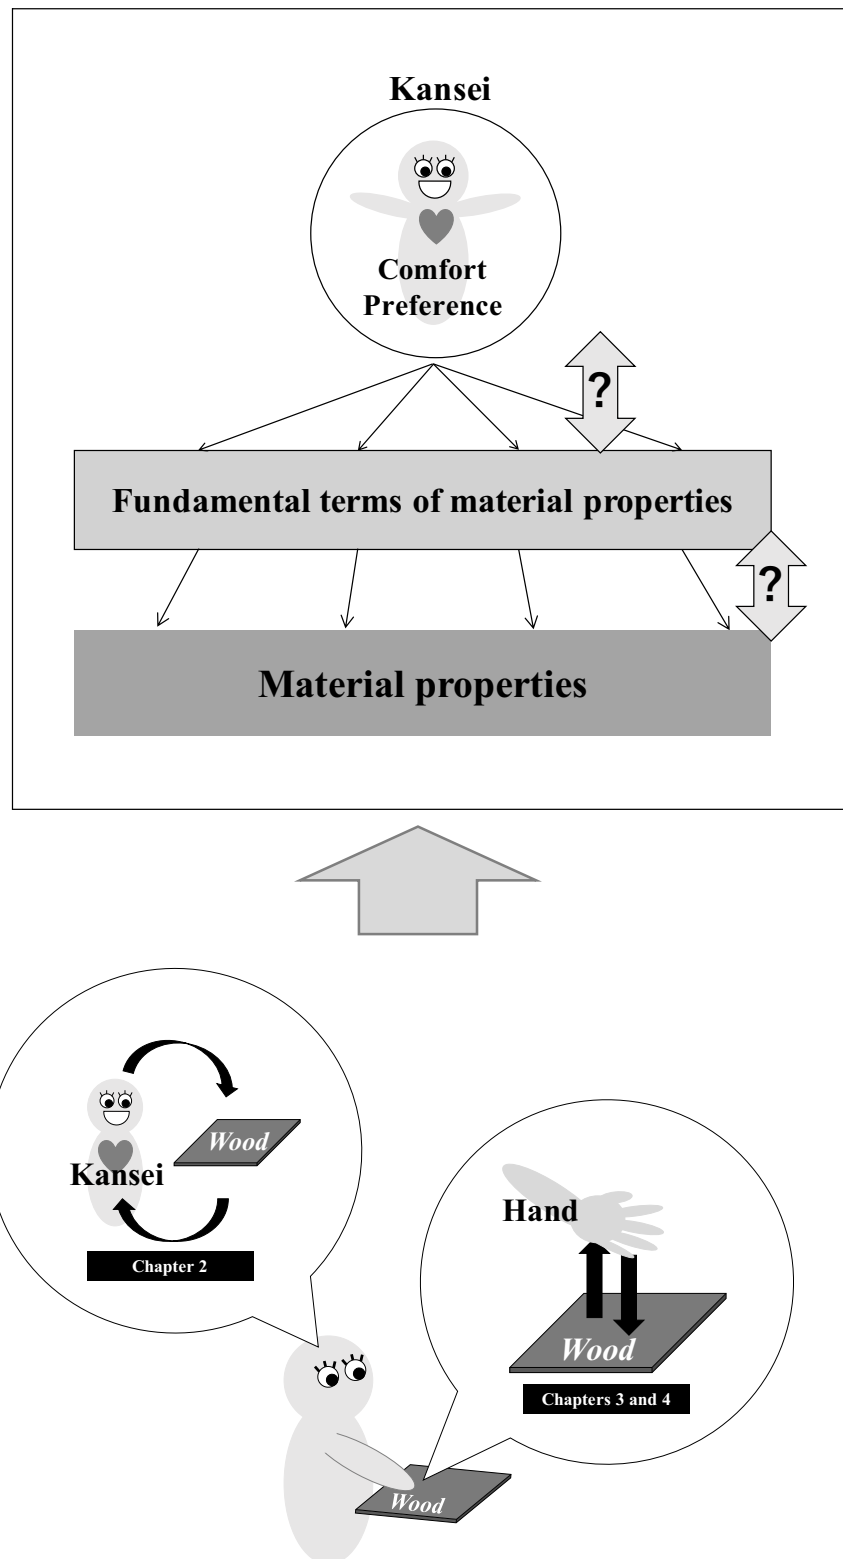 Kansei
Comfort
Preference
?
Fundamental terms of material properties
?
Material properties
Wood
Kansei
Chapter 2
Hand
Wood
Chapters 3 and 4
Wood